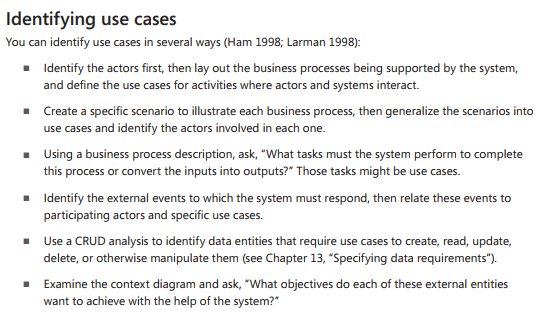 Identifying use cases
You can identify use cases in several ways (Ham 1998; Larman 1998):
■ Identify the actors first, then lay out the business processes being supported by the system,
and define the use cases for activities where actors and systems interact.
■ Create a specific scenario to illustrate each business process, then generalize the scenarios into
use cases and identify the actors involved in each one.
■ Using a business process description, ask, “What tasks must the system perform to complete
this process or convert the inputs into outputs?” Those tasks might be use cases.
■ Identify the external events to which the system must respond, then relate these events to
participating actors and specific use cases.
■ Use a CRUD analysis to identify data entities that require use cases to create, read, update,
delete, or otherwise manipulate them (see Chapter 13, “Specifying data requirements”).
■ Examine the context diagram and ask, “What objectives do each of these external entities
want to achieve with the help of the system?”